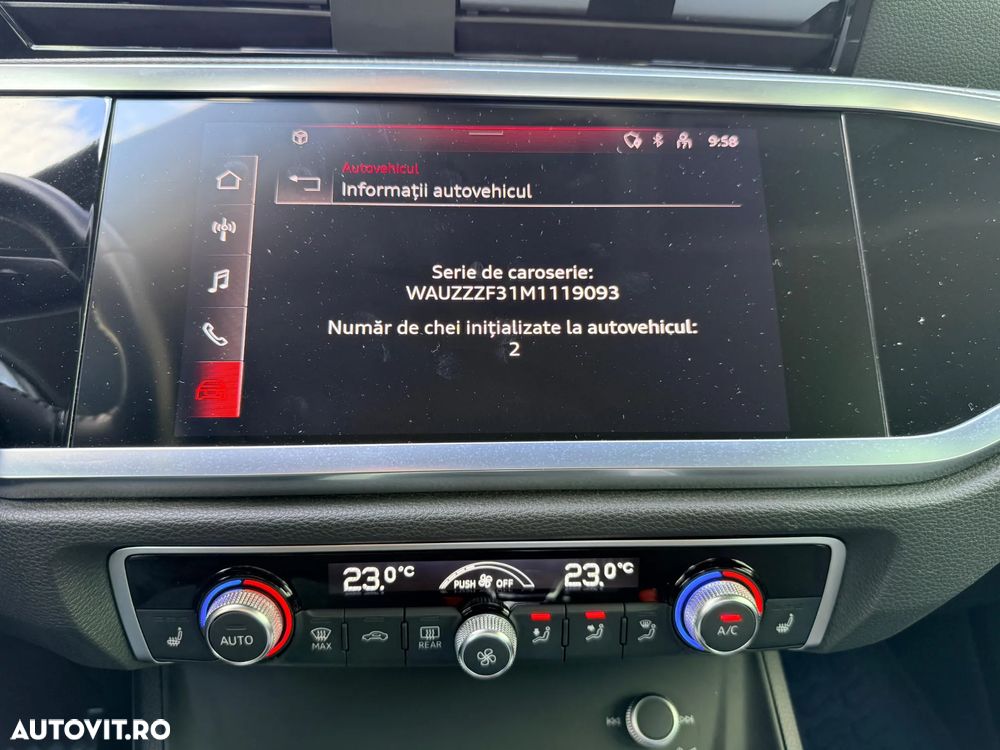 9:58
Autovehicul
Informații autovehicul
Serie de caroserie:
WAUZZZF31M1119093
Număr de chei inițializate la autovehicul:
2
23.0°C
PUSH OFF
23.0°C
AUTO
MAX
REAR
A/C
AUTOVIT.RO